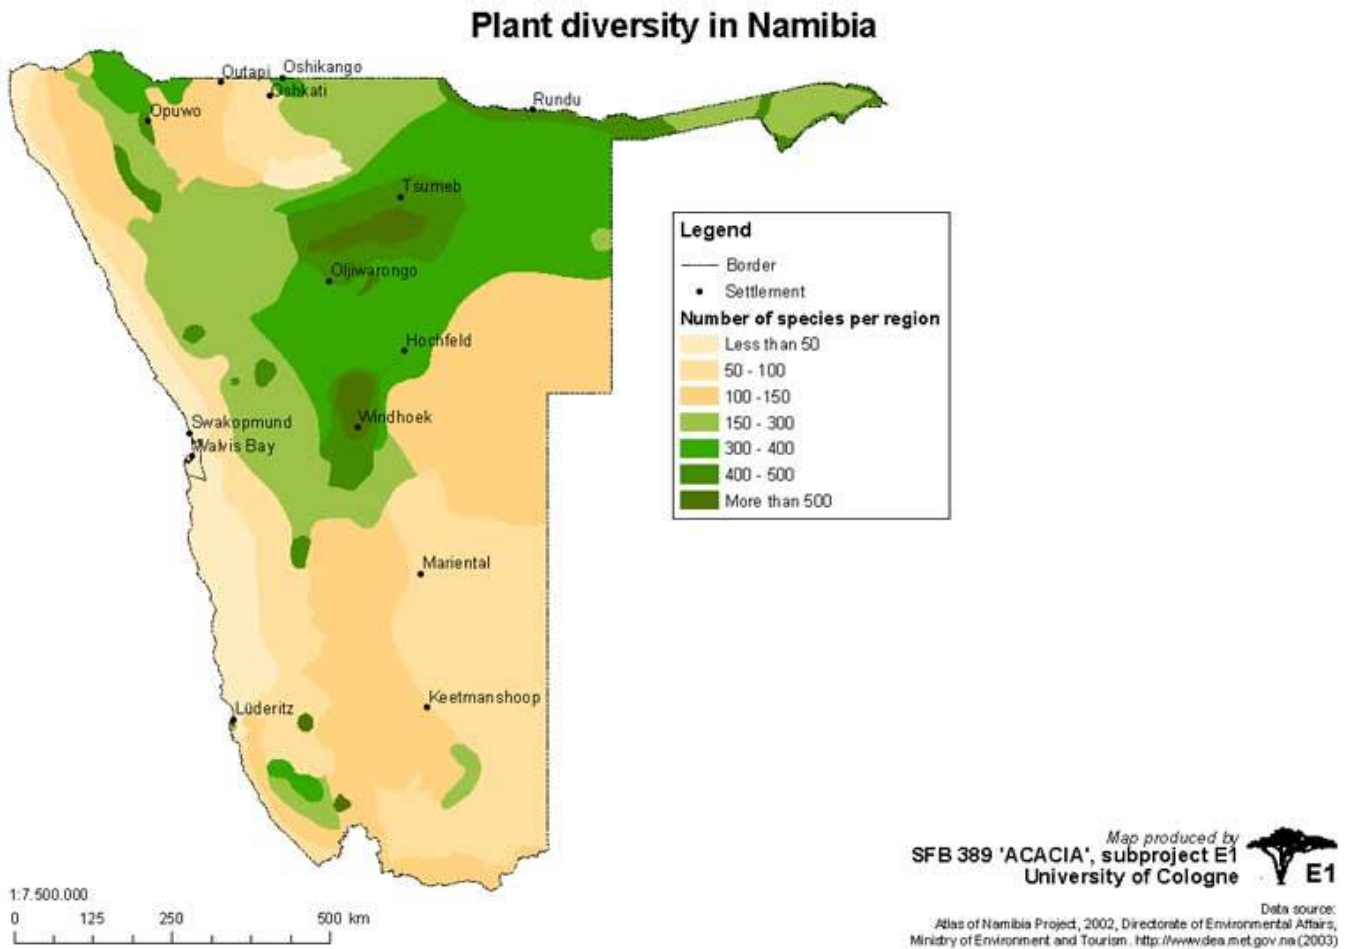 Plant diversity in Namibia
Outapi
Oshikango
Oshkati
Opuwo
Rundu
Tsumeb
Oljiwarongo
Hochfeld
Windhoek
Swakopmund
Walvis Bay
Mariental
Keetmanshoop
Lüderitz
Legend
Border
Settlement
Number of species per region
Less than 50
50 - 100
100 -150
150 - 300
300 - 400
400 - 500
More than 500
1:7.500.000
0 125 250 500 km
Map produced by
SFB 389 'ACACIA', subproject E1
University of Cologne
E1
Data source:
Atlas of Namibia Project, 2002, Directorate of Environmental Affairs,
Ministry of Environment and Tourism. http://www.dea.met.gov.na (2003)